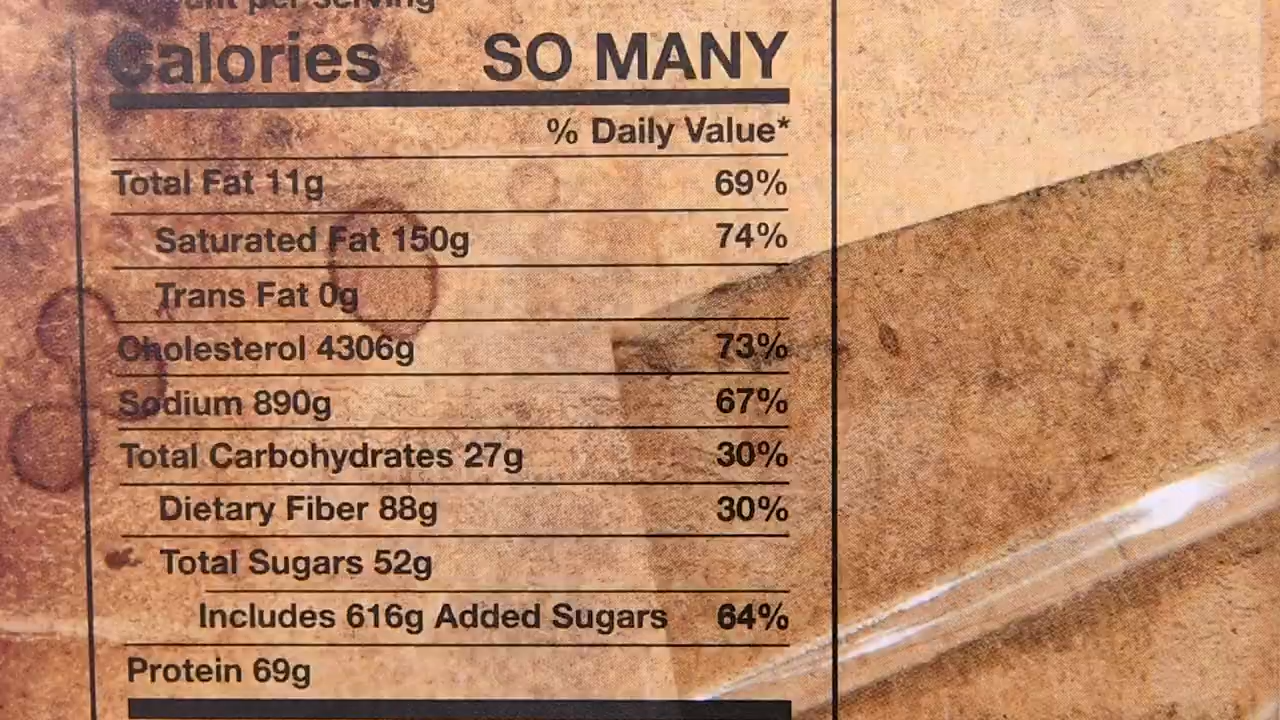 per serving
Calories SO MANY
% Daily Value*
Total Fat 11g 69%
Saturated Fat 150g 74%
Trans Fat 0g
Cholesterol 4306g 73%
Sodium 890g 67%
Total Carbohydrates 27g 30%
Dietary Fiber 88g 30%
Total Sugars 52g
Includes 616g Added Sugars 64%
Protein 69g